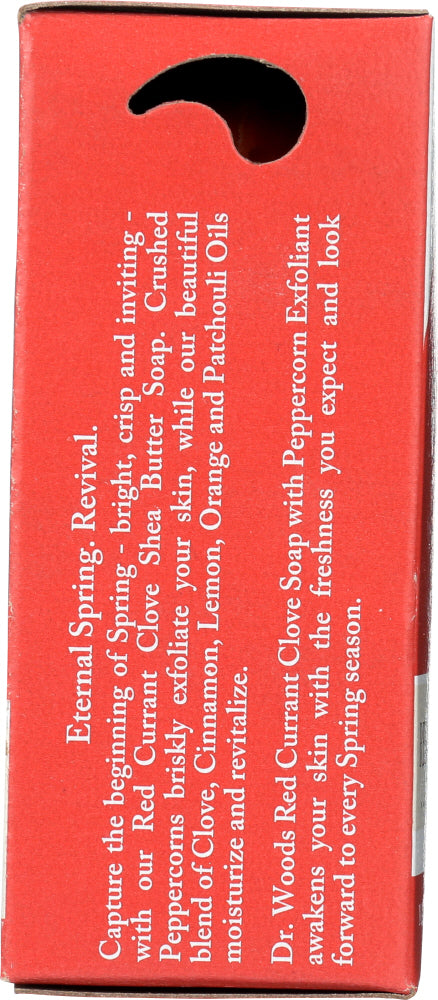 Eternal Spring. Revival.
Capture the beginning of Spring - bright, crisp and inviting -
with our Red Currant Clove Shea Butter Soap. Crushed
Peppercorns briskly exfoliate your skin, while our beautiful
blend of Clove, Cinnamon, Lemon, Orange and Patchouli Oils
moisturize and revitalize.
Dr. Woods Red Currant Clove Soap with Peppercorn Exfoliant
awakens your skin with the freshness you expect and look
forward to every Spring season.